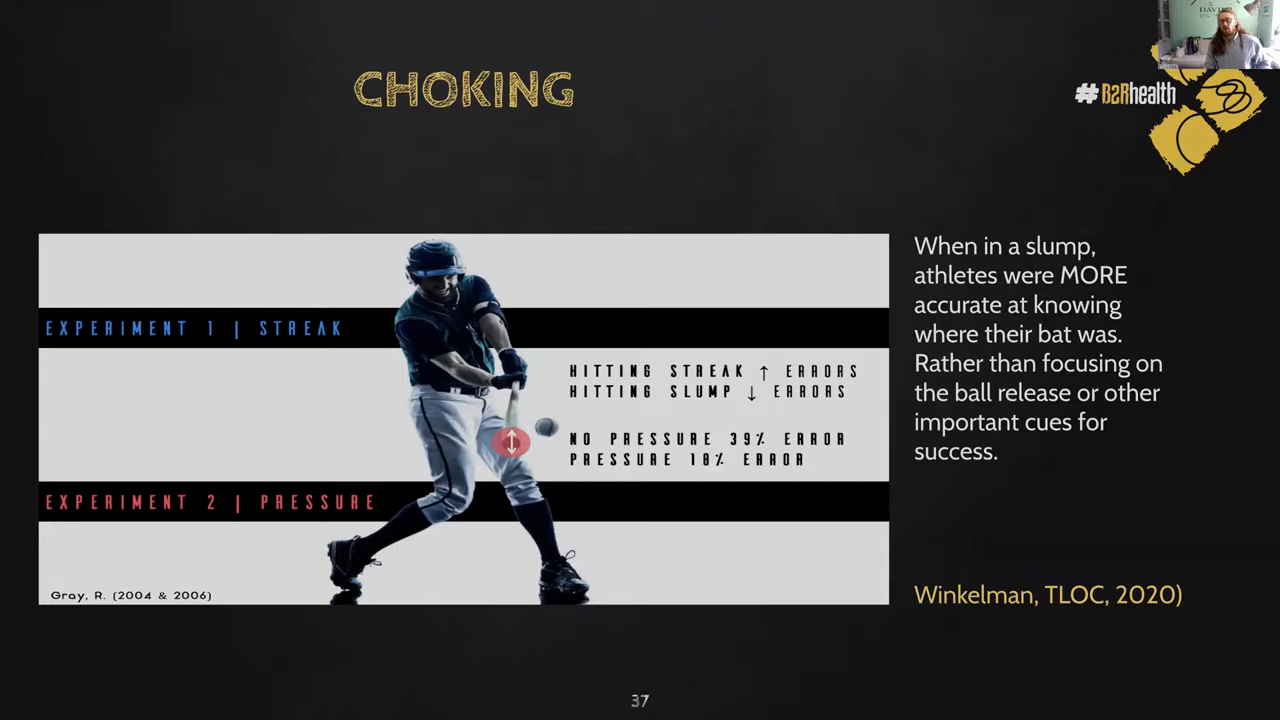 CHOKING
#B2Rhealth
EXPERIMENT 1 | STREAK
HITTING STREAK ↑ ERRORS
HITTING SLUMP ↓ ERRORS
NO PRESSURE 39% ERROR
PRESSURE 18% ERROR
EXPERIMENT 2 | PRESSURE
Gray, R. (2004 & 2006)
When in a slump,
athletes were MORE
accurate at knowing
where their bat was.
Rather than focusing on
the ball release or other
important cues for
success.
Winkelman, TLOC, 2020)
37